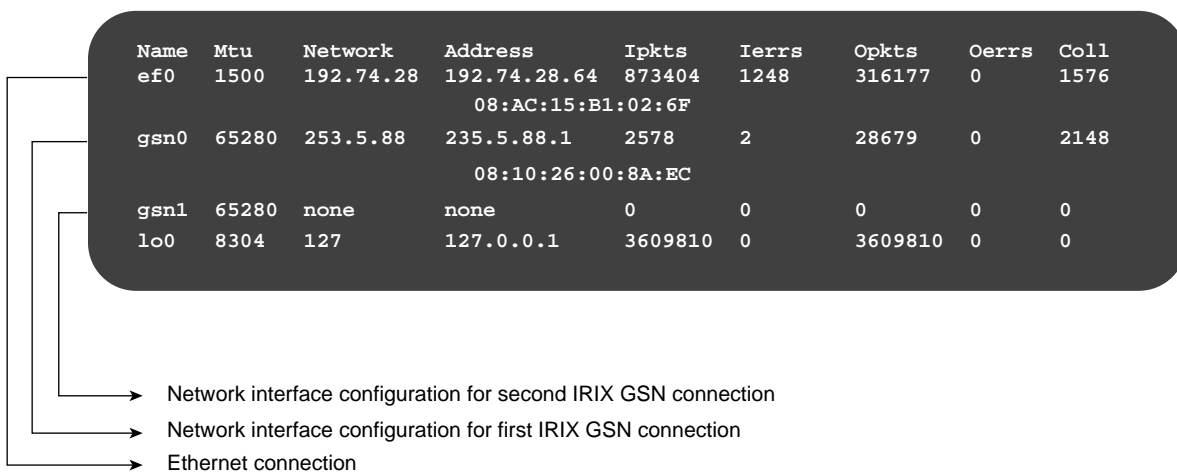 Name Mtu Network Address Ipkts Ierrs Opkts Oerrs Coll
ef0 1500 192.74.28 192.74.28.64 873404 1248 316177 0 1576
08:AC:15:B1:02:6F
gsn0 65280 253.5.88 235.5.88.1 2578 2 28679 0 2148
08:10:26:00:8A:EC
gsn1 65280 none none 0 0 0 0 0
lo0 8304 127 127.0.0.1 3609810 0 3609810 0 0
Network interface configuration for second IRIX GSN connection
Network interface configuration for first IRIX GSN connection
Ethernet connection